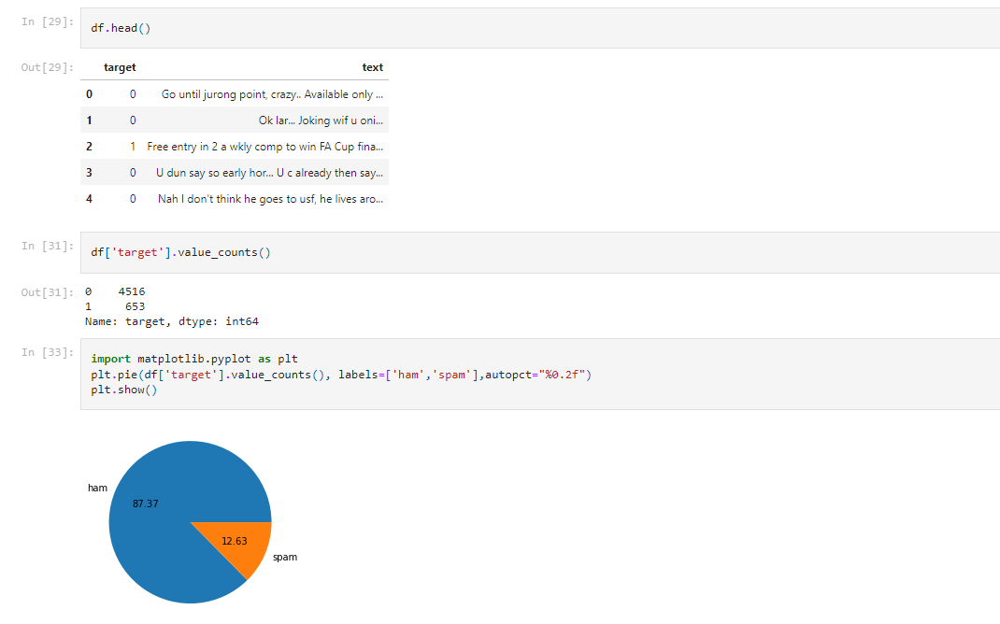 In [29]: df.head()
Out[29]: target text
0 0 Go until jurong point, crazy.. Available only ...
1 0 Ok lar... Joking wif u oni...
2 1 Free entry in 2 a wkly comp to win FA Cup fina...
3 0 U dun say so early hor... U c already then say...
4 0 Nah I don't think he goes to usf, he lives aro...
In [31]: df['target'].value_counts()
Out[31]: 0 4516
1 653
Name: target, dtype: int64
In [33]: import matplotlib.pyplot as plt
plt.pie(df['target'].value_counts(), labels=['ham','spam'],autopct="%0.2f")
plt.show()
ham
87.37
12.63
spam